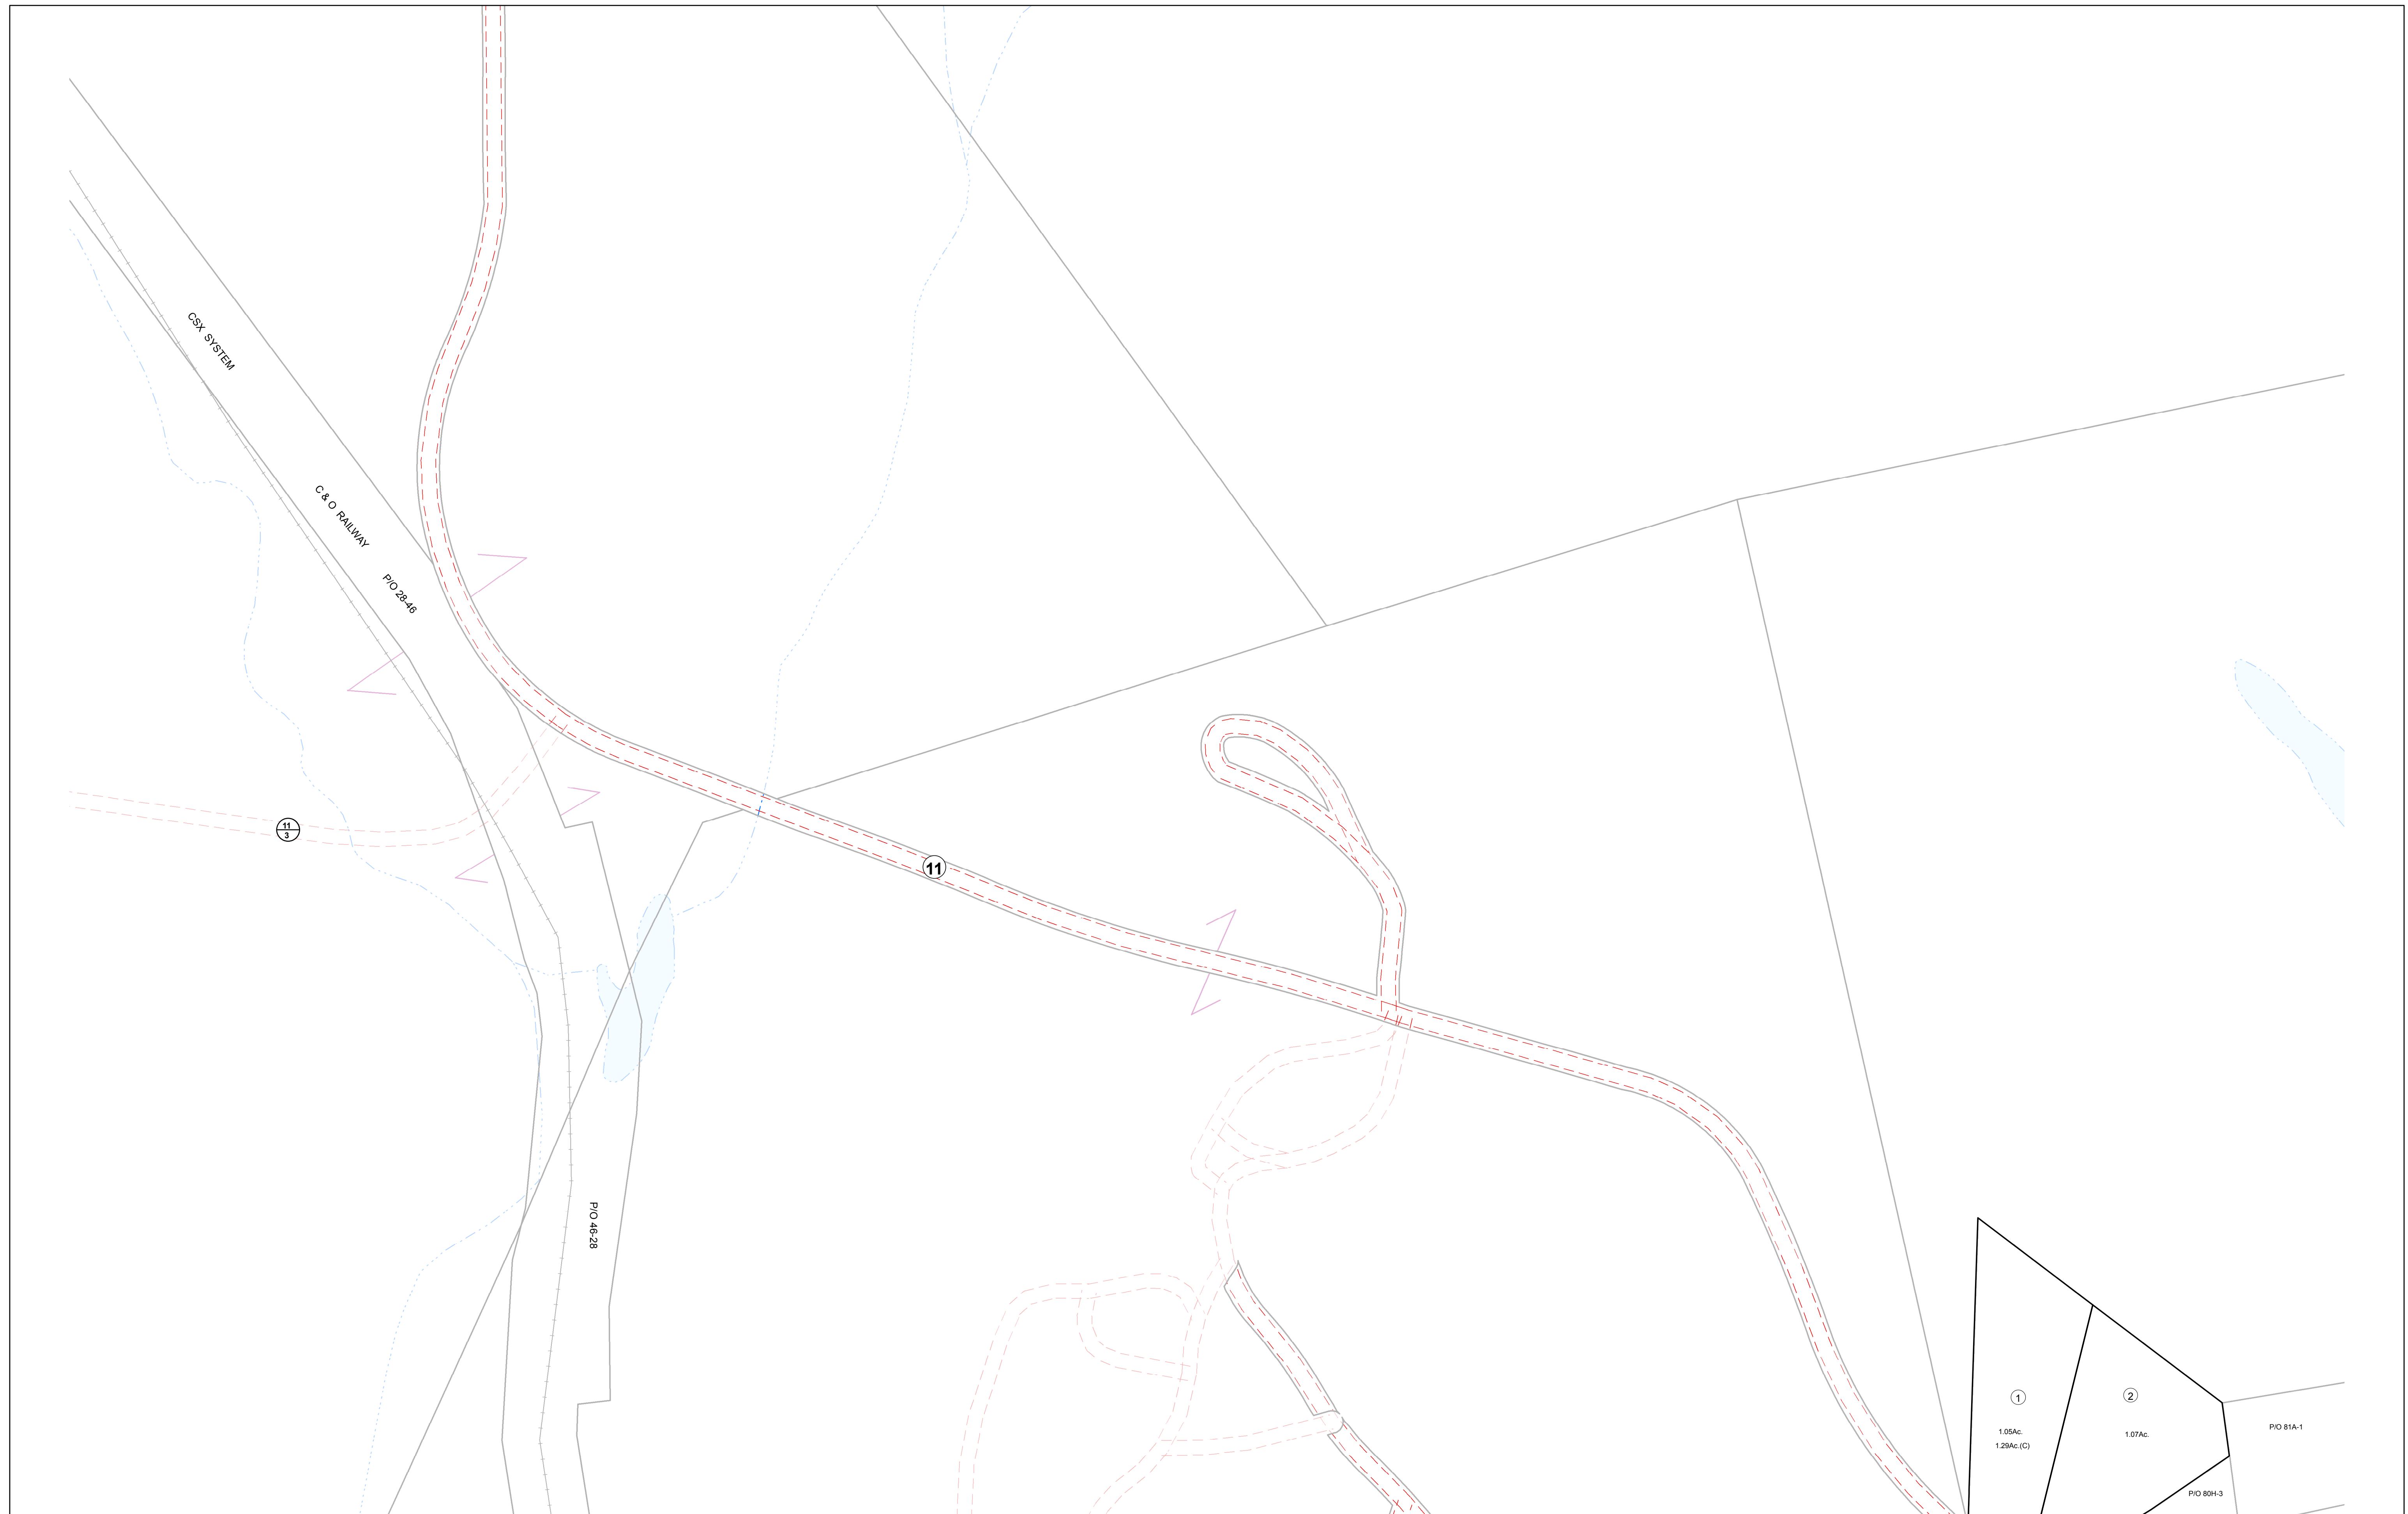 CSX SYSTEM
C & O RAILWAY
P/O 28-46
11
3
11
P/O 46-28
1
1.05Ac.
1.29Ac.(C)
2
1.07Ac.
P/O 81A-1
P/O 80H-3